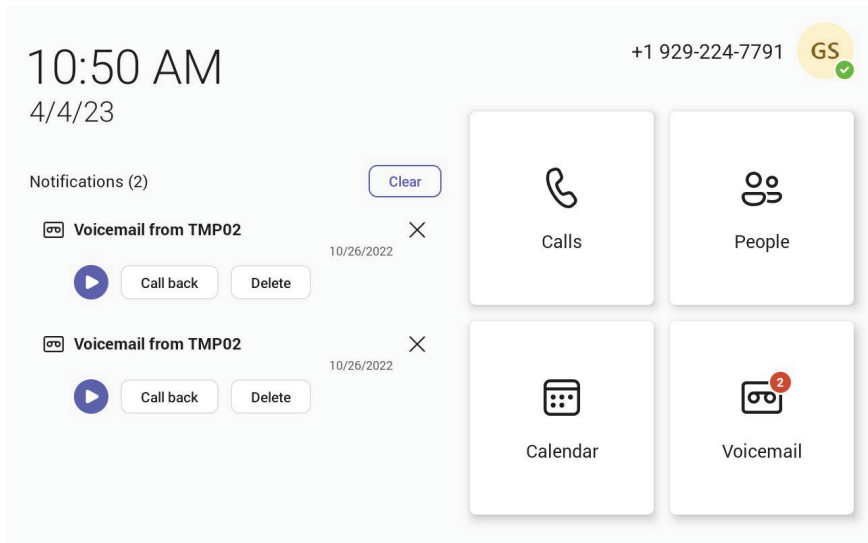 10:50 AM
4/4/23
+1 929-224-7791
GS
Notifications (2)
Clear
Voicemail from TMP02
10/26/2022
Call back
Delete
Voicemail from TMP02
10/26/2022
Call back
Delete
Calls
People
Calendar
2
Voicemail